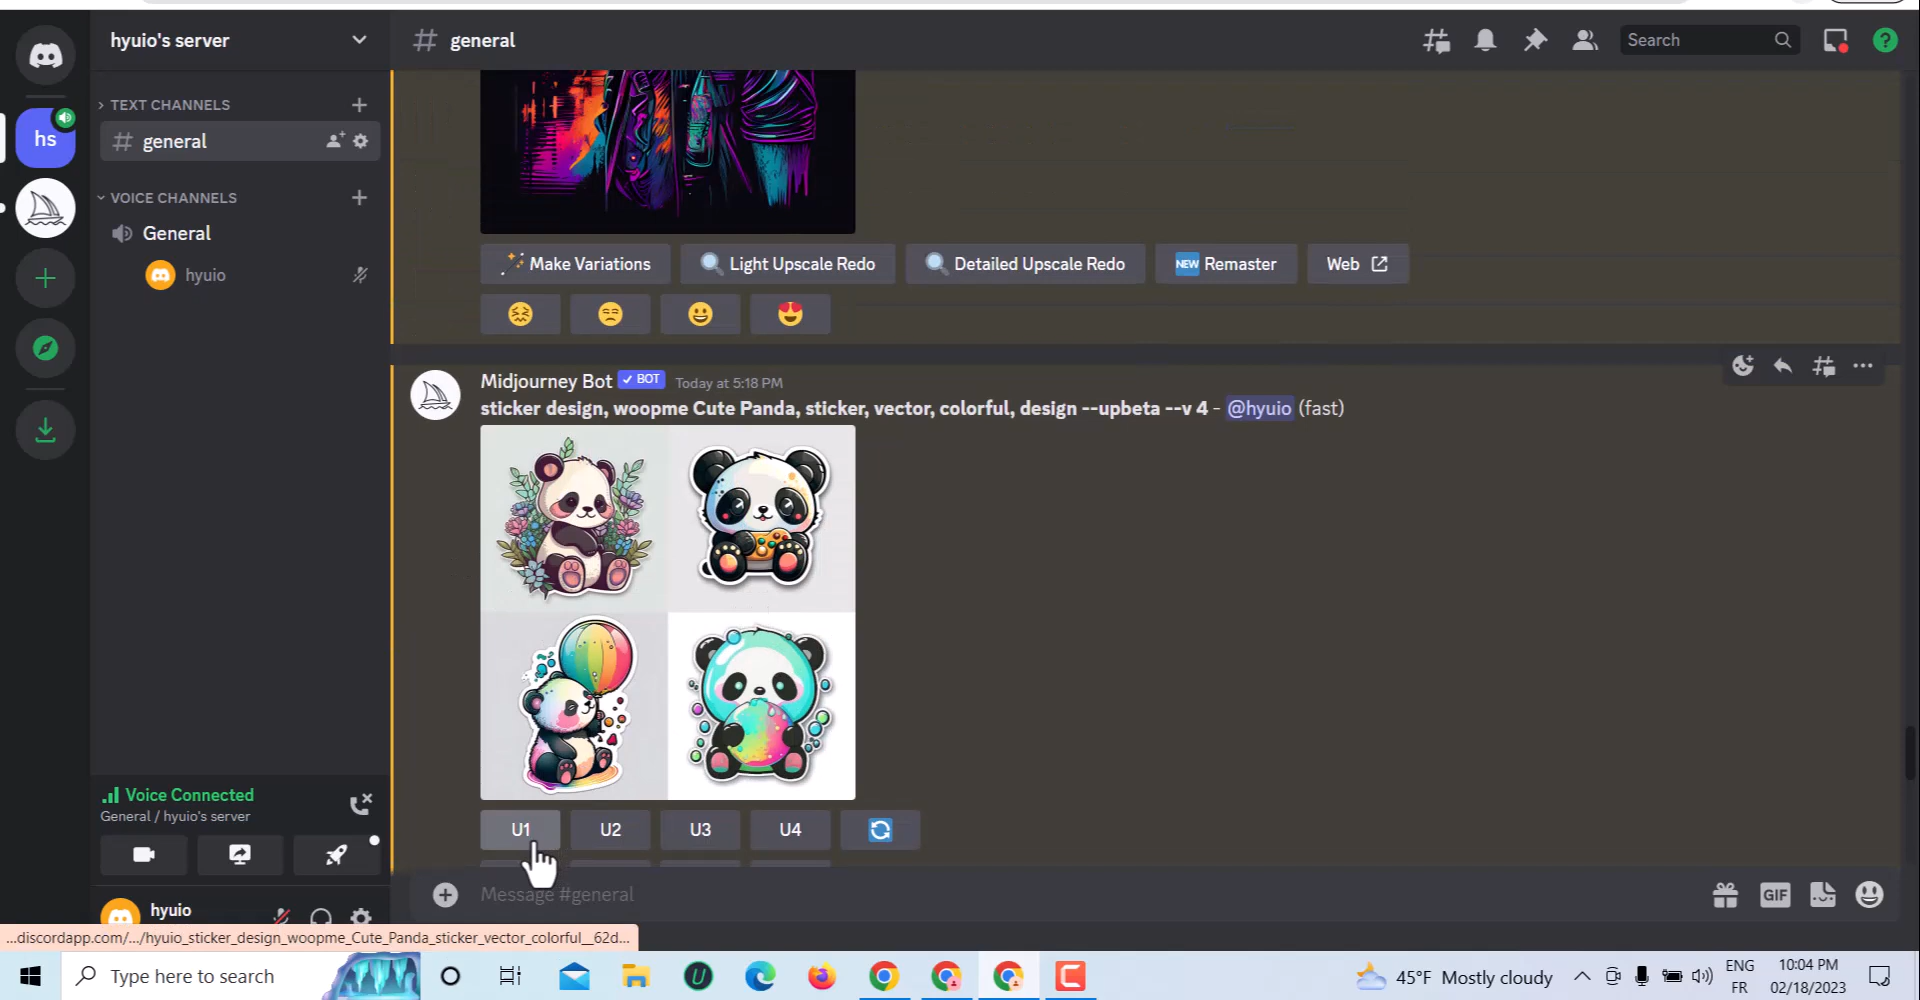 hyuio's server
# general
Search
TEXT CHANNELS
hs
# general
VOICE CHANNELS
General
hyuio
Make Variations
Light Upscale Redo
Detailed Upscale Redo
NEW Remaster
Web
Midjourney Bot ✓ BOT Today at 5:18 PM
sticker design, woopme Cute Panda, sticker, vector, colorful, design --upbeta --v 4 - @hyuio (fast)
U1 U2 U3 U4
Voice Connected
General / hyuio's server
Message #general
GIF
hyuio
...discordapp.com/.../hyuio_sticker_design_woopme_Cute_Panda_sticker_vector_colorful__62d...
Type here to search
45°F Mostly cloudy
ENG
FR
10:04 PM
02/18/2023